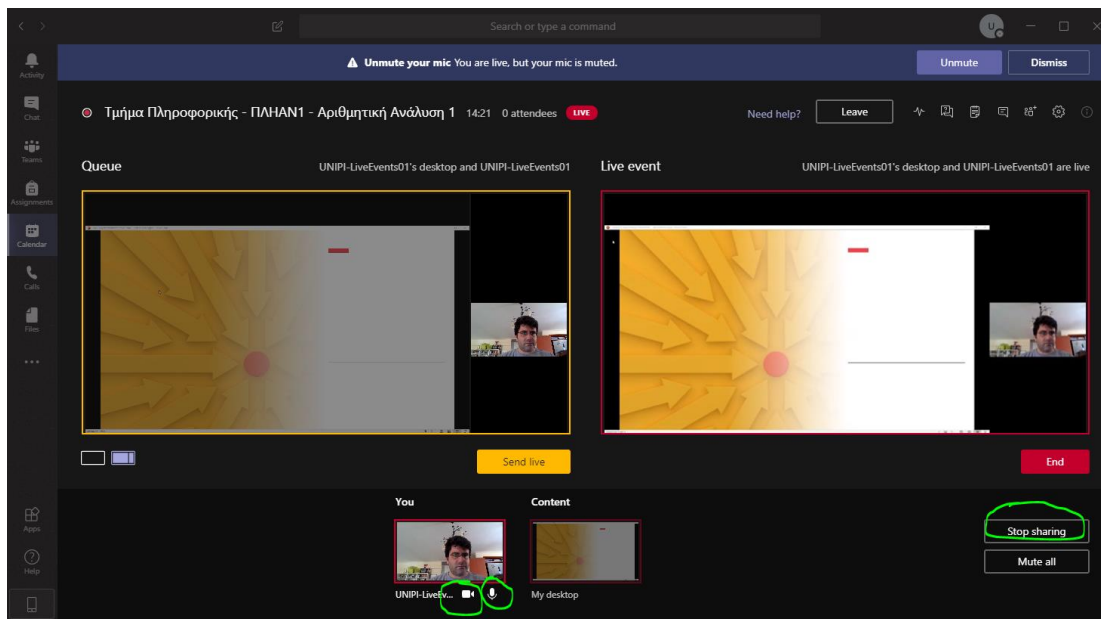 Search or type a command
U
Activity
Unmute your mic You are live, but your mic is muted.
Unmute
Dismiss
Chat
Τμήμα Πληροφορικής - ΠΛΗΑΝ1 - Αριθμητική Ανάλυση 1 14:21 0 attendees LIVE
Need help?
Leave
Teams
Queue
UNIPI-LiveEvents01's desktop and UNIPI-LiveEvents01
Live event
UNIPI-LiveEvents01's desktop and UNIPI-LiveEvents01 are live
Assignments
Calendar
Calls
Files
Send live
End
You
Content
Apps
Stop sharing
Help
Mute all
UNIPI-LiveEv...
My desktop